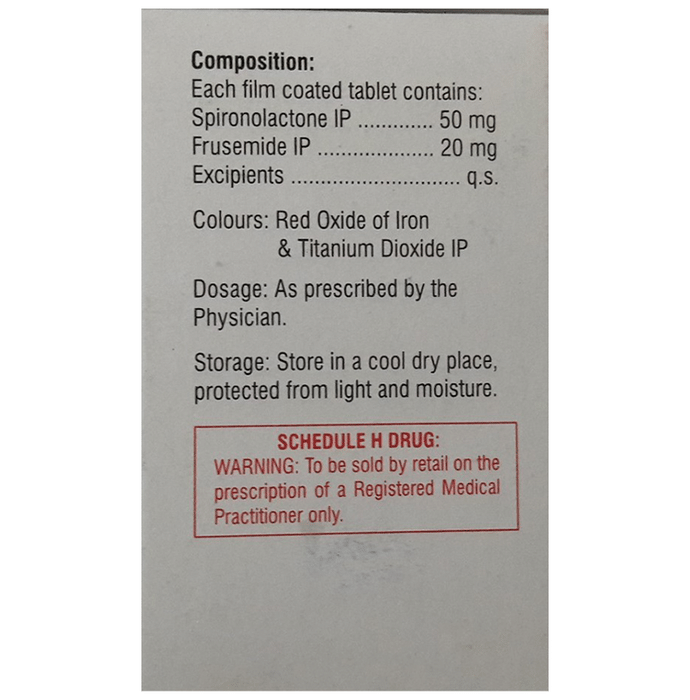 Composition:
Each film coated tablet contains:
Spironolactone IP ............. 50 mg
Frusemide IP .................... 20 mg
Excipients ............................. q.s.
Colours: Red Oxide of Iron
& Titanium Dioxide IP
Dosage: As prescribed by the
Physician.
Storage: Store in a cool dry place,
protected from light and moisture.
SCHEDULE H DRUG:
WARNING: To be sold by retail on the
prescription of a Registered Medical
Practitioner only.